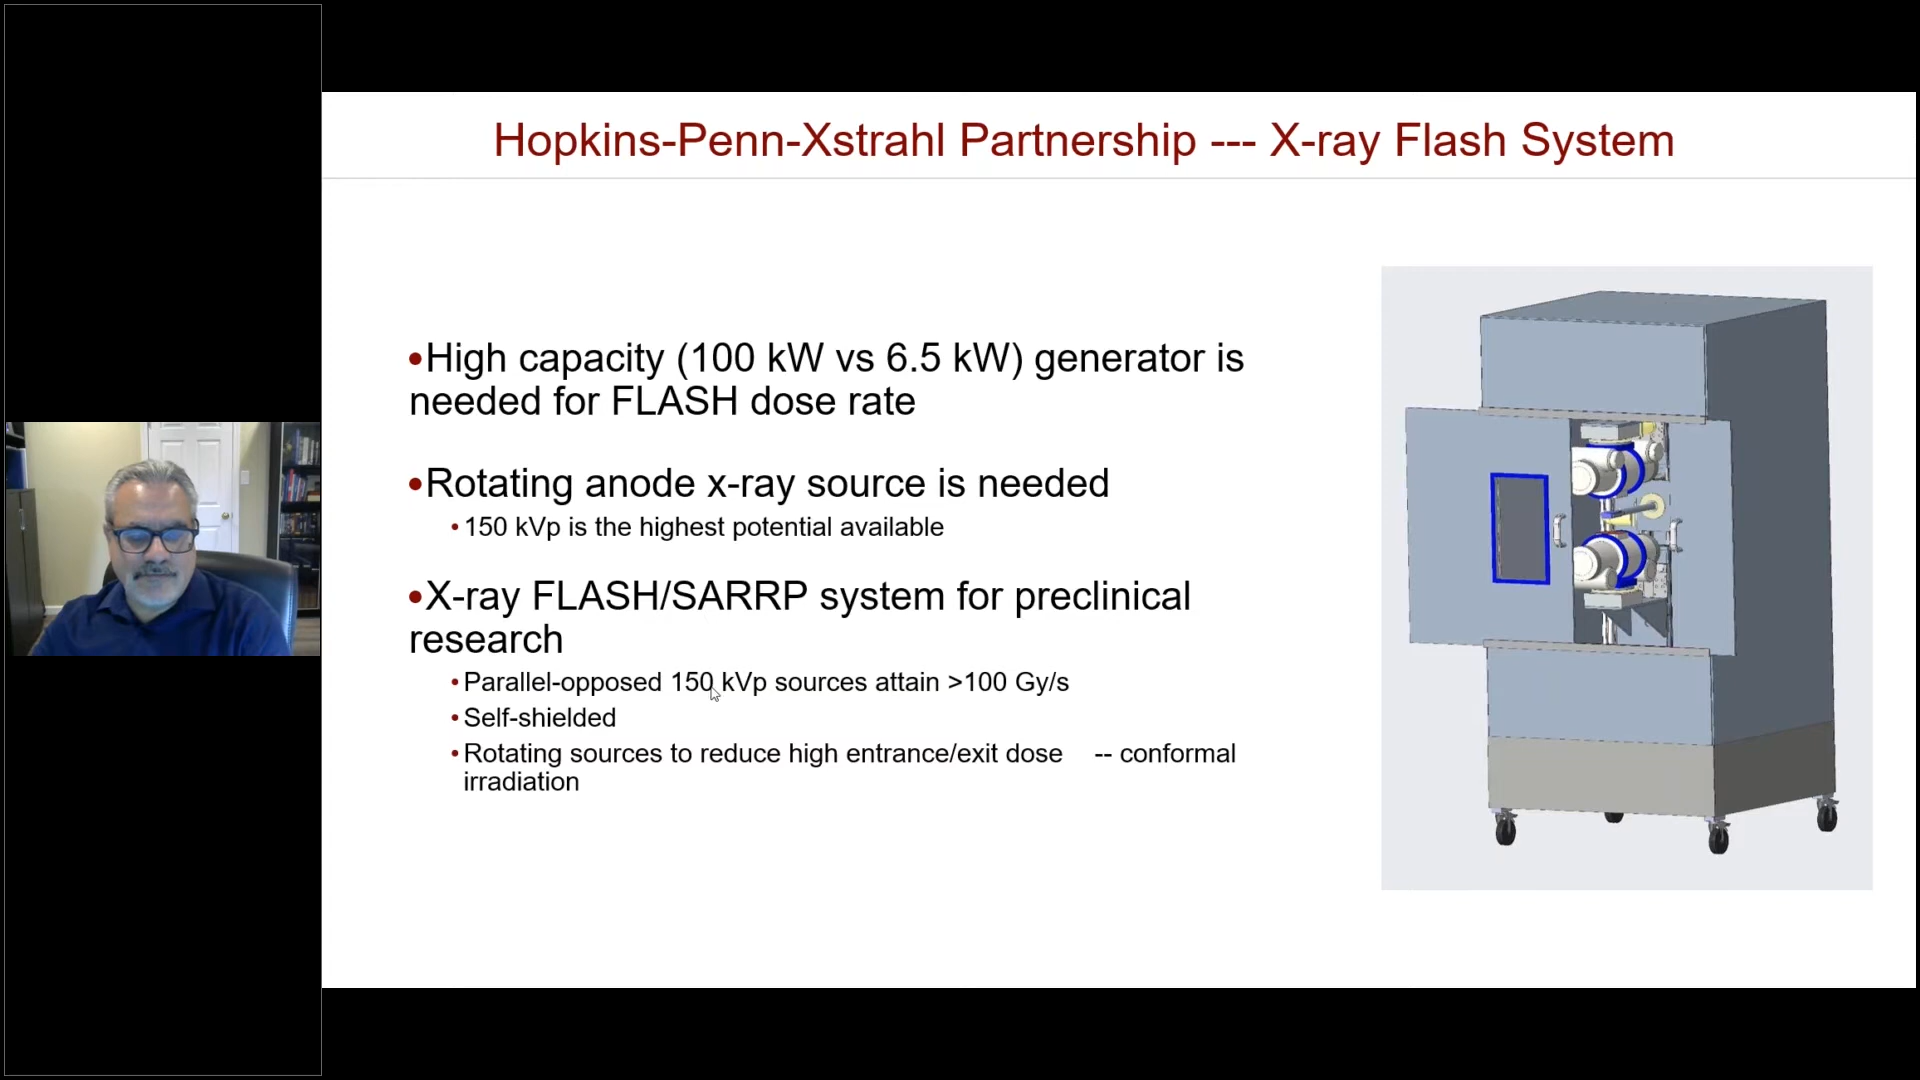 Hopkins-Penn-Xstrahl Partnership --- X-ray Flash System
•High capacity (100 kW vs 6.5 kW) generator is
needed for FLASH dose rate
•Rotating anode x-ray source is needed
•150 kVp is the highest potential available
•X-ray FLASH/SARRP system for preclinical
research
•Parallel-opposed 150 kVp sources attain >100 Gy/s
•Self-shielded
•Rotating sources to reduce high entrance/exit dose -- conformal
irradiation